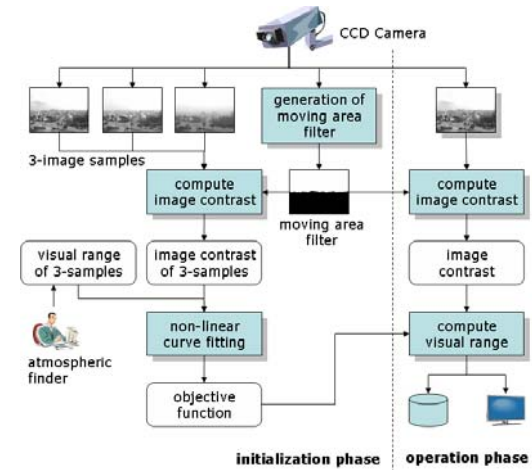 CCD Camera
generation of
moving area
filter
3-image samples
compute
image contrast
compute
image contrast
moving area
filter
visual range
of 3-samples
image contrast
of 3-samples
image
contrast
non-linear
curve fitting
compute
visual range
atmospheric
finder
objective
function
initialization phase
operation phase